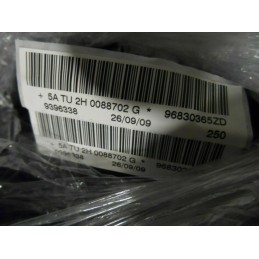 + 5A TU 2H 0088702 G * 96830365ZD
9396338 26/09/09 250
+ 5A TU 2H 0088702 G *
26/09/09